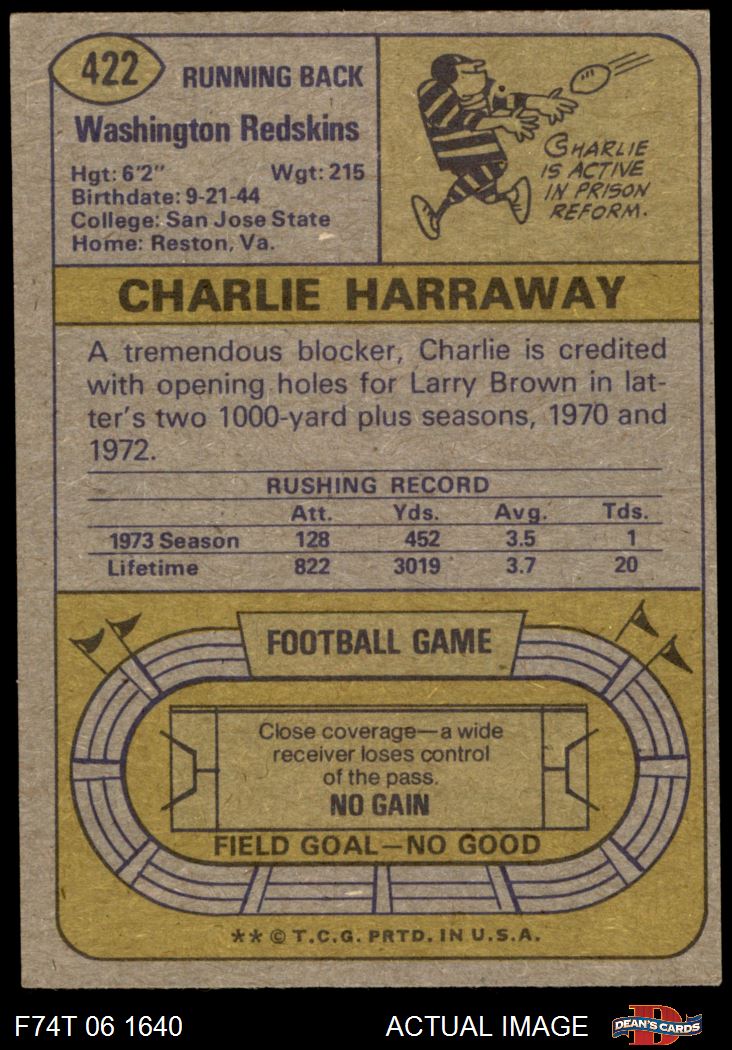 422
RUNNING BACK
Washington Redskins
Hgt: 6'2" Wgt: 215
Birthdate: 9-21-44
College: San Jose State
Home: Reston, Va.
CHARLIE
IS ACTIVE
IN PRISON
REFORM.
CHARLIE HARRAWAY
A tremendous blocker, Charlie is credited
with opening holes for Larry Brown in lat-
ter's two 1000-yard plus seasons, 1970 and
1972.
RUSHING RECORD
Att. Yds. Avg. Tds.
1973 Season 128 452 3.5 1
Lifetime 822 3019 3.7 20
FOOTBALL GAME
Close coverage—a wide
receiver loses control
of the pass.
NO GAIN
FIELD GOAL—NO GOOD
** © T.C.G. PRTD. IN U.S.A.
F74T 06 1640 ACTUAL IMAGE
D
DEAN'S CARDS